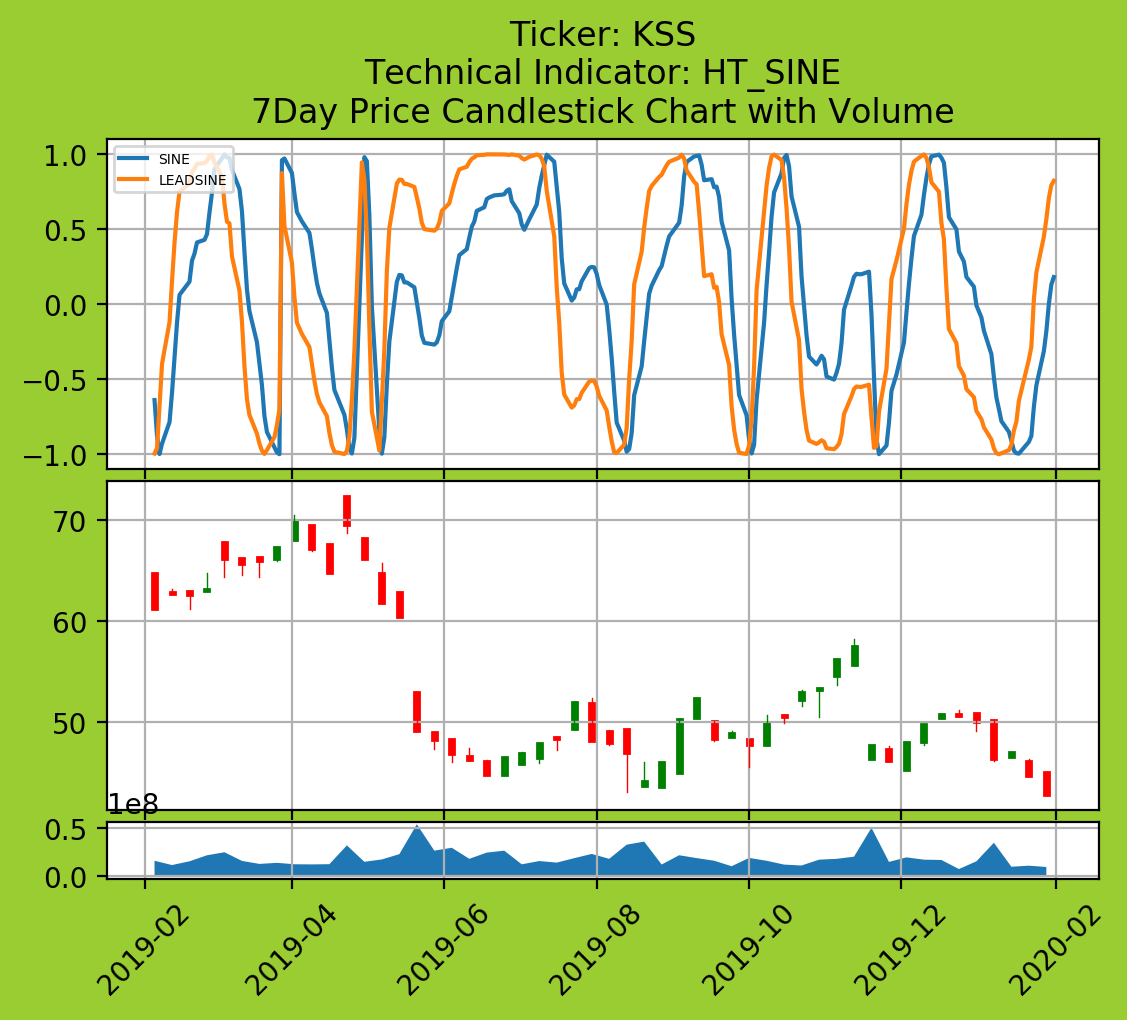 Ticker: KSS
Technical Indicator: HT_SINE
7Day Price Candlestick Chart with Volume
1.0
0.5
0.0
−0.5
−1.0
SINE
LEADSINE
70
60
50
1e8
0.5
0.0
2019-02
2019-04
2019-06
2019-08
2019-10
2019-12
2020-02